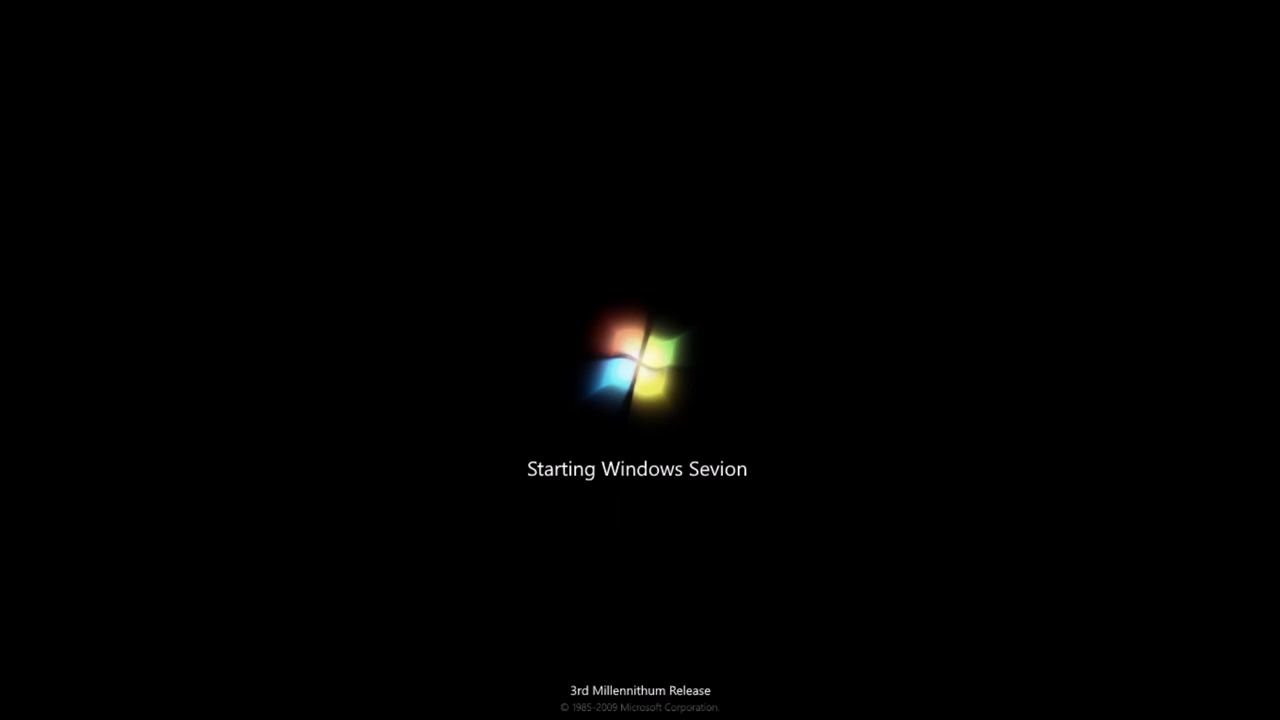 Starting Windows Sevion
3rd Millennithum Release
© 1985-2009 Microsoft Corporation.